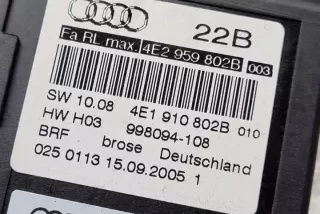 22B
Fa RL max. 4E2 959 802B 003
SW 10.08 4E1 910 802B 010
HW H03 998094-108
BRF brose Deutschland
025 0113 15.09.2005 1